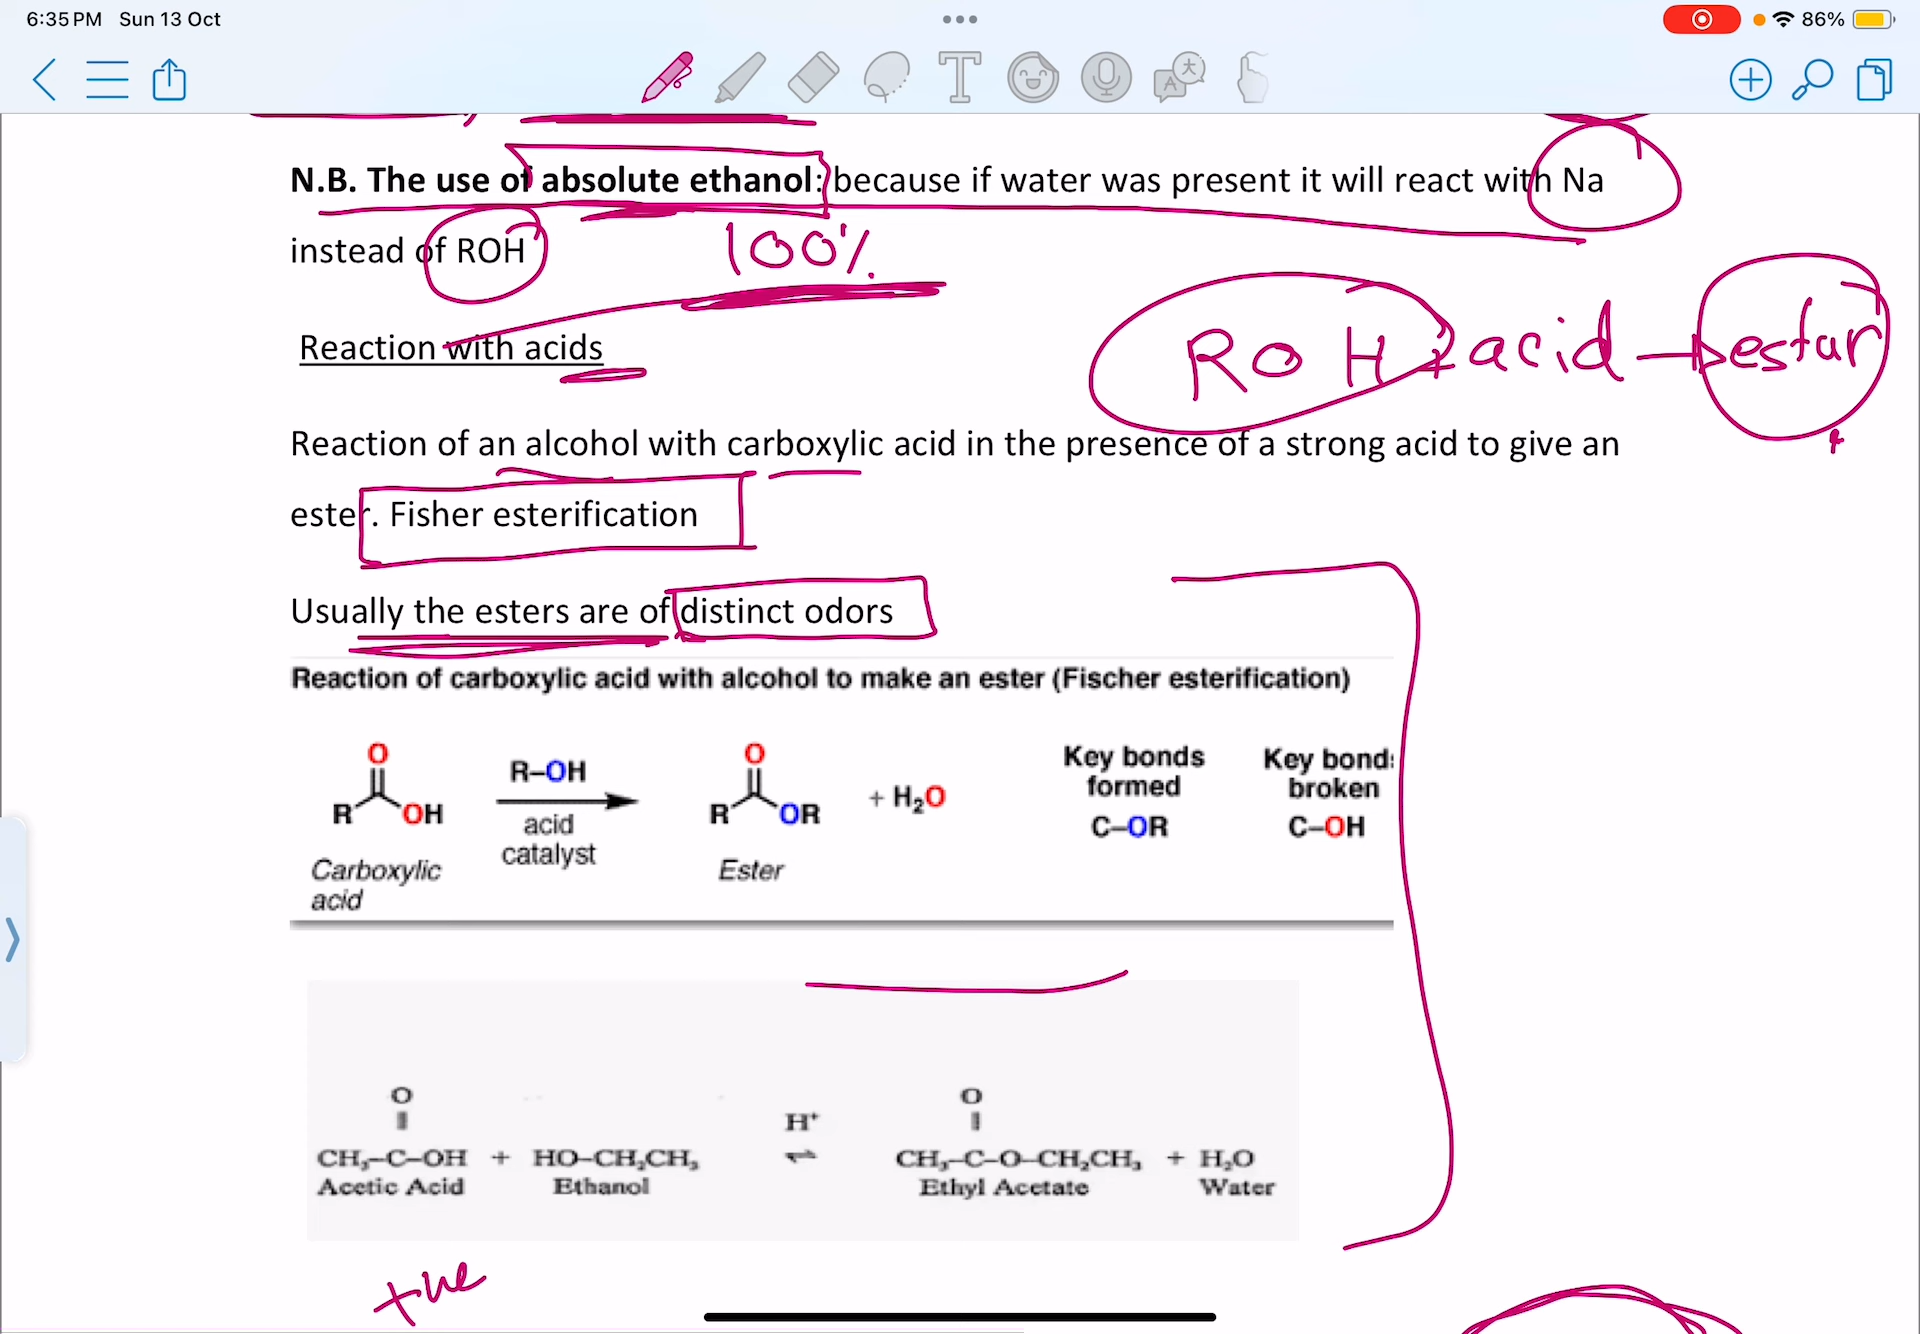 6:35 PM Sun 13 Oct
86%
N.B. The use of absolute ethanol: because if water was present it will react with Na
instead of ROH
100%
Reaction with acids
ROH + acid → estar
Reaction of an alcohol with carboxylic acid in the presence of a strong acid to give an
ester. Fisher esterification
Usually the esters are of distinct odors
Reaction of carboxylic acid with alcohol to make an ester (Fischer esterification)
O R–OH O Key bonds Key bond
R OH acid R OR + H₂O formed broken
catalyst C–OR C–OH
Carboxylic Ester
acid
O H⁺ O
CH₃–C–OH + HO–CH₂CH₃ ⇌ CH₃–C–O–CH₂CH₃ + H₂O
Acetic Acid Ethanol Ethyl Acetate Water
+ve